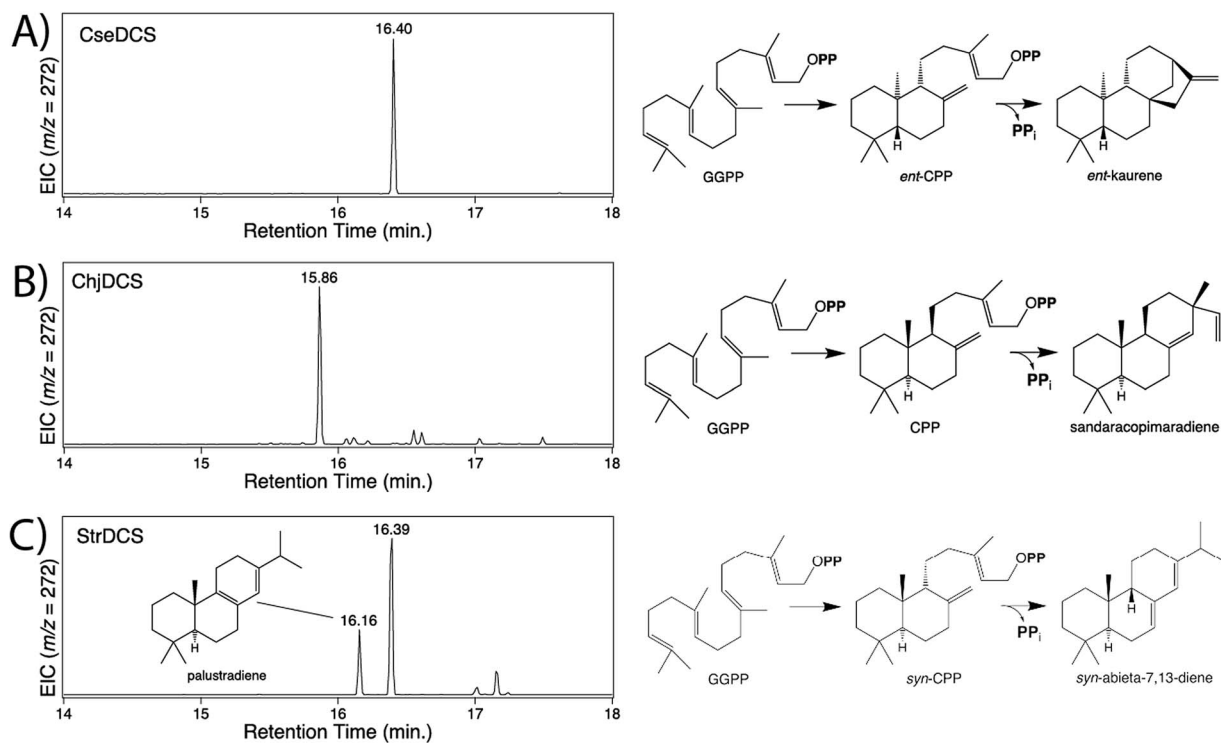 A)
CseDCS
16.40
EIC (m/z = 272)
14 15 16 17 18
Retention Time (min.)
OPP
GGPP
OPP
H
ent-CPP
PPi
H
ent-kaurene
B)
ChjDCS
15.86
EIC (m/z = 272)
14 15 16 17 18
Retention Time (min.)
OPP
GGPP
OPP
H
CPP
PPi
H
sandaracopimaradiene
C)
StrDCS
16.39
16.16
H
palustradiene
EIC (m/z = 272)
14 15 16 17 18
Retention Time (min.)
OPP
GGPP
OPP
H
syn-CPP
PPi
H
H
syn-abieta-7,13-diene